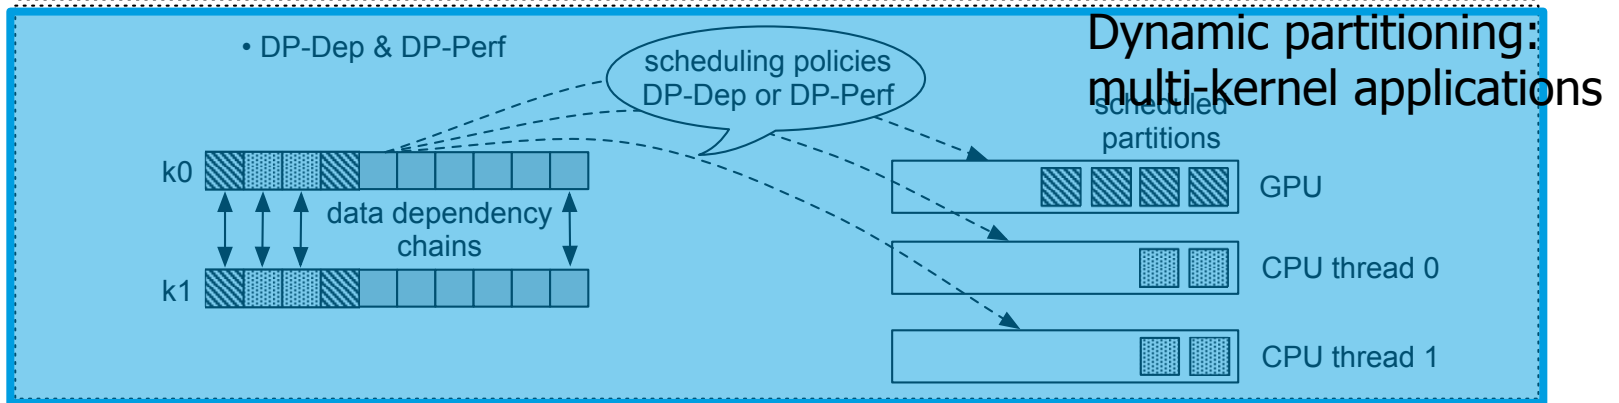 Dynamic partitioning:
multi-kernel applications
• DP-Dep & DP-Perf
scheduling policies
DP-Dep or DP-Perf
scheduled
partitions
k0
data dependency
chains
k1
GPU
CPU thread 0
CPU thread 1